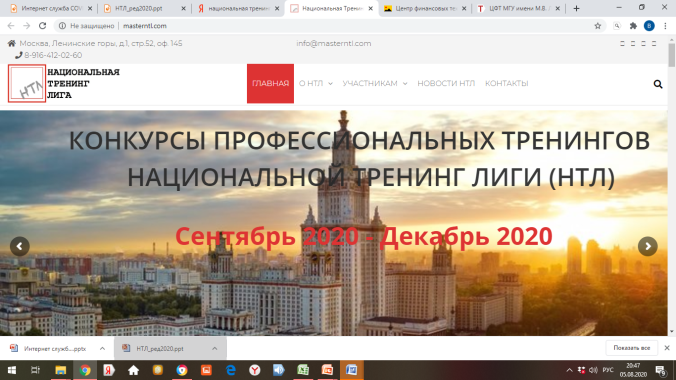 Интернет служба COV
НТЛ_ред2020.ppt
национальная тренин
Национальная Тренин
Центр финансовых те
ЦФТ МГУ имени М.В. 
Не защищено
masterntl.com
Москва, Ленинские горы, д.1, стр.52, оф. 145
info@masterntl.com
8-916-412-02-60
НАЦИОНАЛЬНАЯ
ТРЕНИНГ
ЛИГА
НТЛ
ГЛАВНАЯ
О НТЛ
УЧАСТНИКАМ
НОВОСТИ НТЛ
КОНТАКТЫ
КОНКУРСЫ ПРОФЕССИОНАЛЬНЫХ ТРЕНИНГОВ
НАЦИОНАЛЬНОЙ ТРЕНИНГ ЛИГИ (НТЛ)
Сентябрь 2020 - Декабрь 2020
Интернет служб....pptx
НТЛ_ред2020.ppt
Показать все
РУС
20:47
05.08.2020